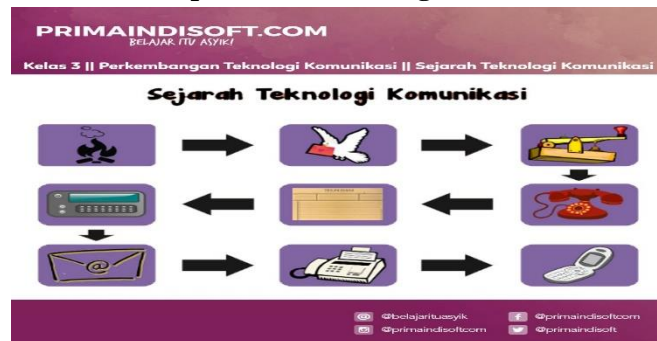 PRIMAINDISOFT.COM
BELAJAR ITU ASYIK!
Kelas 3 || Perkembangan Teknologi Komunikasi || Sejarah Teknologi Komunikasi
Sejarah Teknologi Komunikasi
@belajarituasyik
@primaindisoftcom
@primaindisoftcom
@primaindisoft